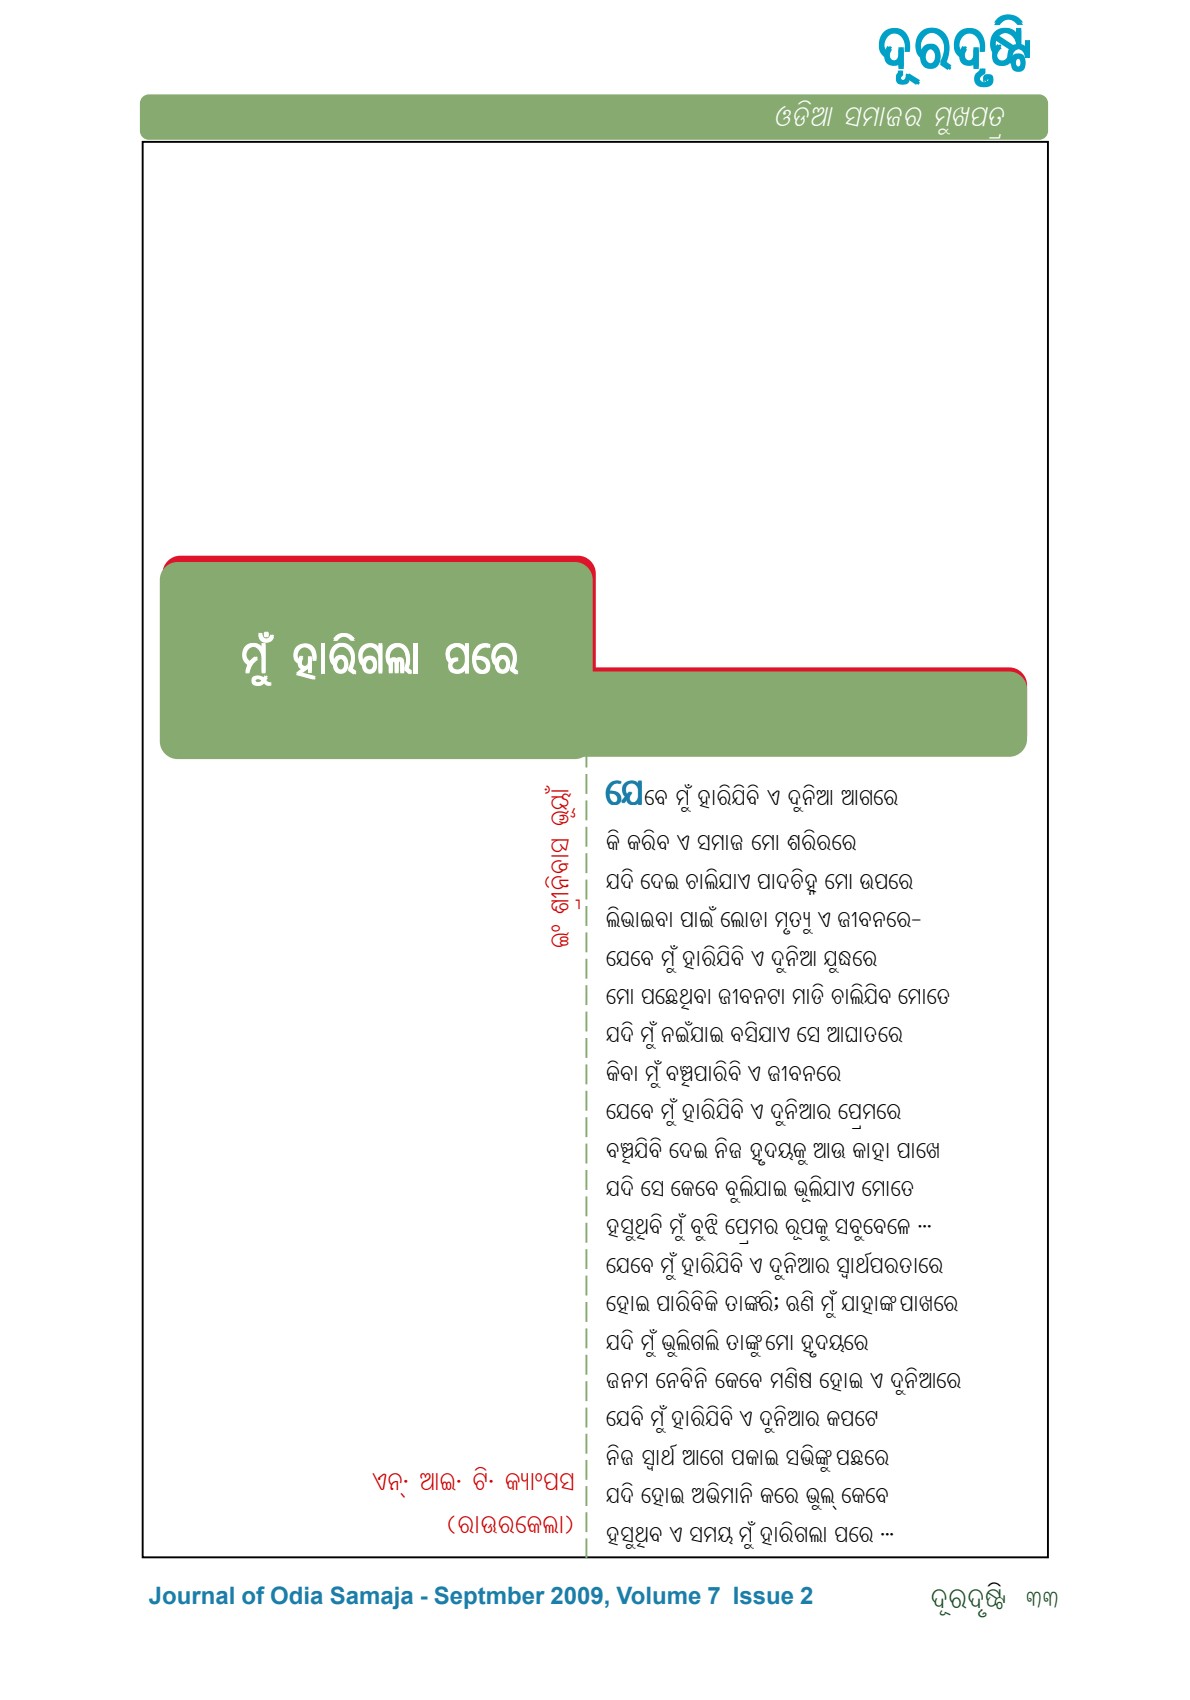 ଦୂରଦୃଷ୍ଟି
ଓଡିଆ ସମାଜର ମୁଖପତ୍ର
ମୁଁ ହାରିଗଲା ପରେ
ଇଂ ଶ୍ରୀନିବାସ ଭୂୟାଁ
ଯେବେ ମୁଁ ହାରିଯିବି ଏ ଦୁନିଆ ଆଗରେ
କି କରିବ ଏ ସମାଜ ମୋ ଶରିରରେ
ଯଦି ଦେଇ ଚାଲିଯାଏ ପାଦଚିହ୍ନ ମୋ ଉପରେ
ଲିଭାଇବା ପାଇଁ ଲୋଡା ମୃତ୍ୟୁ ଏ ଜୀବନରେ-
ଯେବେ ମୁଁ ହାରିଯିବି ଏ ଦୁନିଆ ଯୁଦ୍ଧରେ
ମୋ ପଛେଥିବା ଜୀବନଟା ମାଡି ଚାଲିଯିବ ମୋତେ
ଯଦି ମୁଁ ନଇଁଯାଇ ବସିଯାଏ ସେ ଆଘାତରେ
କିବା ମୁଁ ବଞ୍ଚିପାରିବି ଏ ଜୀବନରେ
ଯେବେ ମୁଁ ହାରିଯିବି ଏ ଦୁନିଆର ପ୍ରେମରେ
ବଞ୍ଚିଯିବି ଦେଇ ନିଜ ହୃଦୟକୁ ଆଉ କାହା ପାଖେ
ଯଦି ସେ କେବେ ବୁଲିଯାଇ ଭୂଲିଯାଏ ମୋତେ
ହସୁଥିବି ମୁଁ ବୁଝି ପ୍ରେମର ରୂପକୁ ସବୁବେଳେ ...
ଯେବେ ମୁଁ ହାରିଯିବି ଏ ଦୁନିଆର ସ୍ୱାର୍ଥପରତାରେ
ହୋଇ ପାରିବିକି ତାଙ୍କରି; ଋଣି ମୁଁ ଯାହାଙ୍କ ପାଖରେ
ଯଦି ମୁଁ ଭୁଲିଗଲି ତାଙ୍କୁ ମୋ ହୃଦୟରେ
ଜନମ ନେବିନି କେବେ ମଣିଷ ହୋଇ ଏ ଦୁନିଆରେ
ଯେବି ମୁଁ ହାରିଯିବି ଏ ଦୁନିଆର କପଟେ
ନିଜ ସ୍ୱାର୍ଥ ଆଗେ ପକାଇ ସଭିଙ୍କୁ ପଛରେ
ଯଦି ହୋଇ ଅଭିମାନି କରେ ଭୁଲ୍ କେବେ
ହସୁଥିବ ଏ ସମୟ ମୁଁ ହାରିଗଲା ପରେ ...
ଏନ୍. ଆଇ. ଟି. କ୍ୟାଂପସ
(ରାଉରକେଲା)
Journal of Odia Samaja - Septmber 2009, Volume 7 Issue 2
ଦୂରଦୃଷ୍ଟି ୩୩